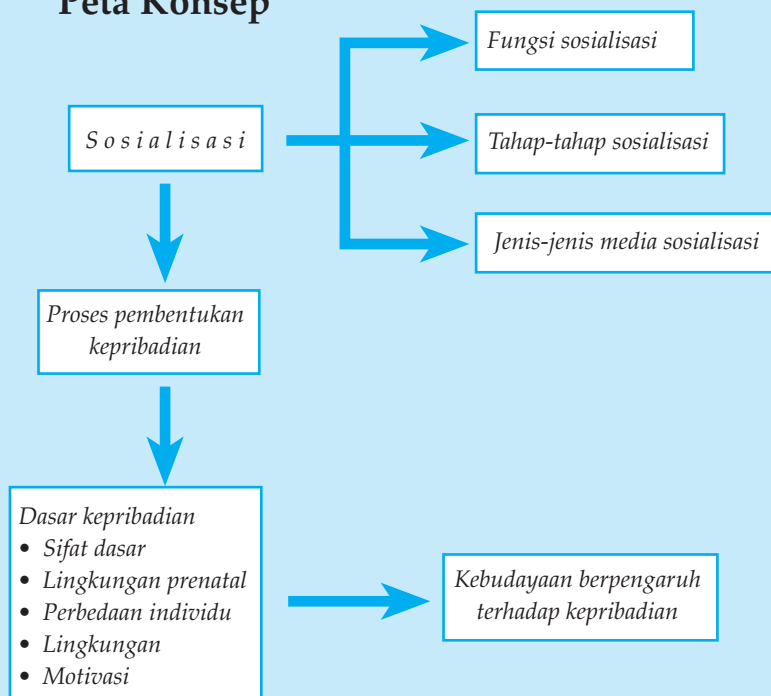 Peta Konsep
Fungsi sosialisasi
Sosialisasi
Tahap-tahap sosialisasi
Jenis-jenis media sosialisasi
Proses pembentukan
kepribadian
Dasar kepribadian
• Sifat dasar
• Lingkungan prenatal
• Perbedaan individu
• Lingkungan
• Motivasi
Kebudayaan berpengaruh
terhadap kepribadian